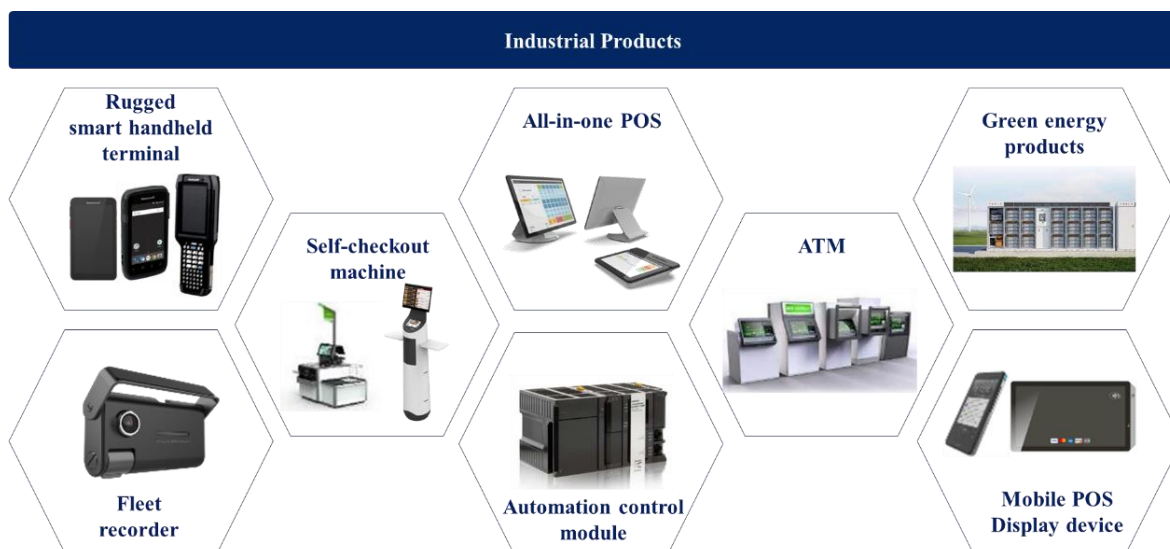 Industrial Products
Rugged
smart handheld
terminal
All-in-one POS
Green energy
products
Self-checkout
machine
ATM
Fleet
recorder
Automation control
module
Mobile POS
Display device